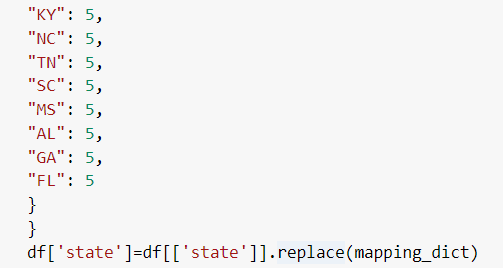 "KY": 5,
"NC": 5,
"TN": 5,
"SC": 5,
"MS": 5,
"AL": 5,
"GA": 5,
"FL": 5
}
}
df['state']=df[['state']].replace(mapping_dict)